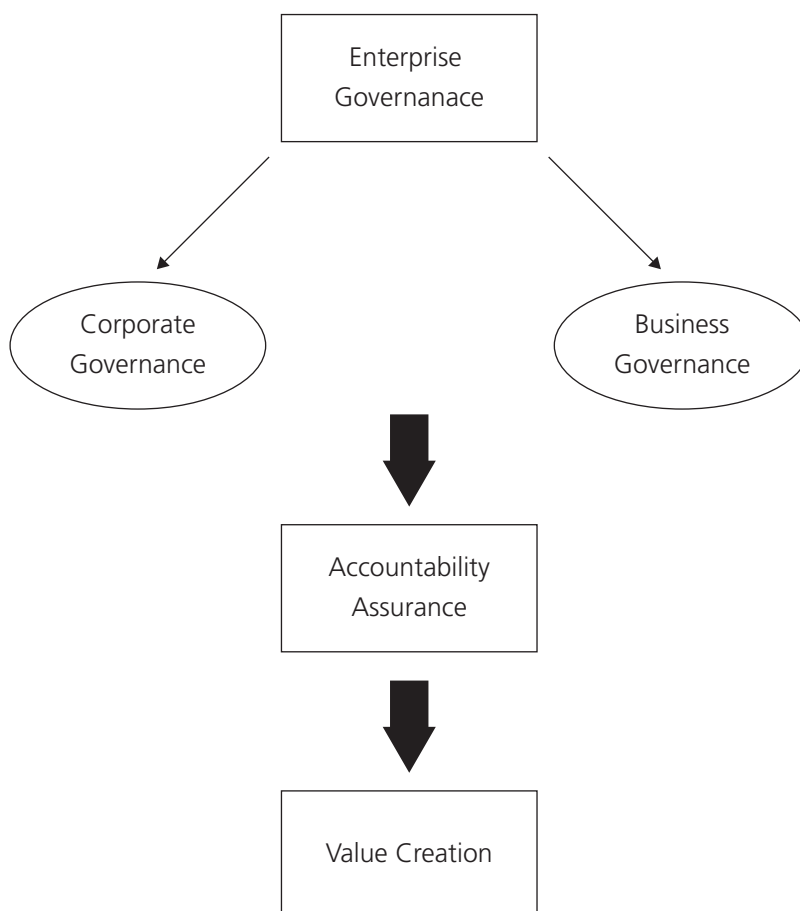 Enterprise
Governanace
Corporate
Governance
Business
Governance
Accountability
Assurance
Value Creation